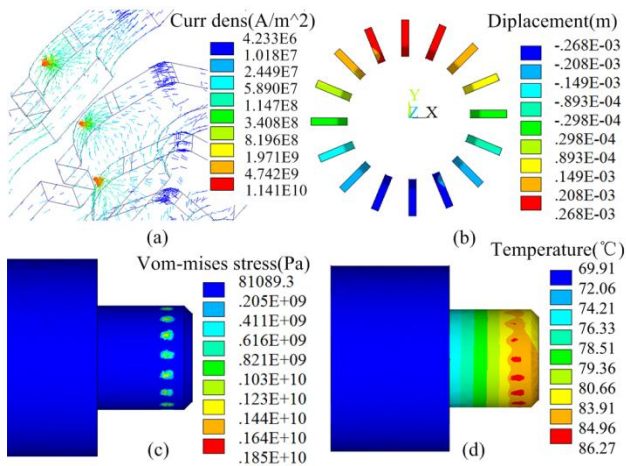 (a)
Curr dens(A/m^2)
4.233E6
1.018E7
2.449E7
5.890E7
1.147E8
3.408E8
8.196E8
1.971E9
4.742E9
1.141E10
(b)
Diplacement(m)
Y
Z X
-.268E-03
-.208E-03
-.149E-03
-.893E-04
-.298E-04
.298E-04
.893E-04
.149E-03
.208E-03
.268E-03
Vom-mises stress(Pa)
81089.3
.205E+09
.411E+09
.616E+09
.821E+09
.103E+10
.123E+10
.144E+10
.164E+10
.185E+10
(c)
Temperature(℃)
69.91
72.06
74.21
76.33
78.51
79.36
80.66
83.91
84.96
86.27
(d)